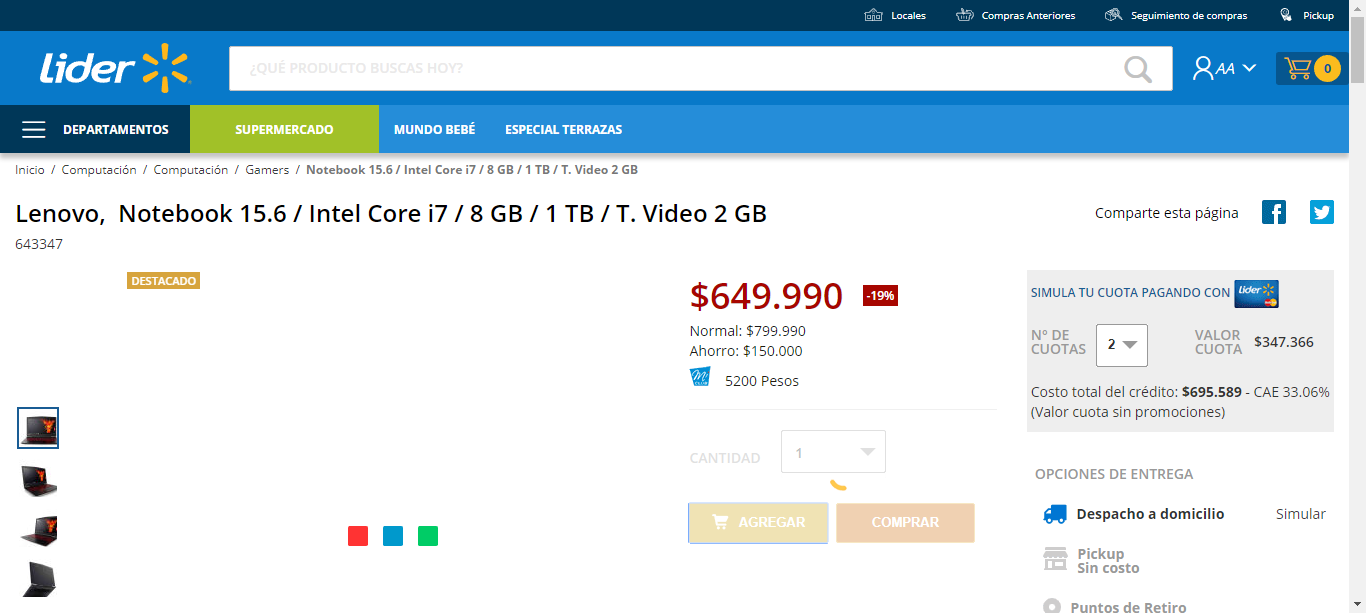 Locales
Compras Anteriores
Seguimiento de compras
Pickup
Lider
¿QUÉ PRODUCTO BUSCAS HOY?
AA
0
DEPARTAMENTOS
SUPERMERCADO
MUNDO BEBÉ
ESPECIAL TERRAZAS
Inicio / Computación / Computación / Gamers / Notebook 15.6 / Intel Core i7 / 8 GB / 1 TB / T. Video 2 GB
Lenovo, Notebook 15.6 / Intel Core i7 / 8 GB / 1 TB / T. Video 2 GB
Comparte esta página
643347
DESTACADO
$649.990
-19%
Normal: $799.990
Ahorro: $150.000
Mi CLUB
5200 Pesos
CANTIDAD
1
AGREGAR
COMPRAR
SIMULA TU CUOTA PAGANDO CON
Lider
N° DE
CUOTAS
2
VALOR
CUOTA
$347.366
Costo total del crédito: $695.589 - CAE 33.06%
(Valor cuota sin promociones)
OPCIONES DE ENTREGA
Despacho a domicilio
Simular
Pickup
Sin costo
Puntos de Retiro